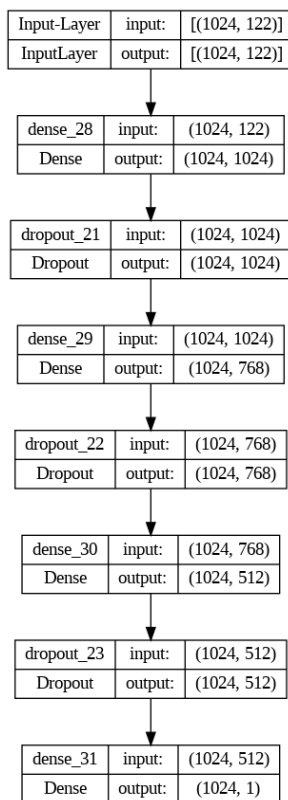 Input-Layer input: [(1024, 122)]
InputLayer output: [(1024, 122)]
dense_28 input: (1024, 122)
Dense output: (1024, 1024)
dropout_21 input: (1024, 1024)
Dropout output: (1024, 1024)
dense_29 input: (1024, 1024)
Dense output: (1024, 768)
dropout_22 input: (1024, 768)
Dropout output: (1024, 768)
dense_30 input: (1024, 768)
Dense output: (1024, 512)
dropout_23 input: (1024, 512)
Dropout output: (1024, 512)
dense_31 input: (1024, 512)
Dense output: (1024, 1)